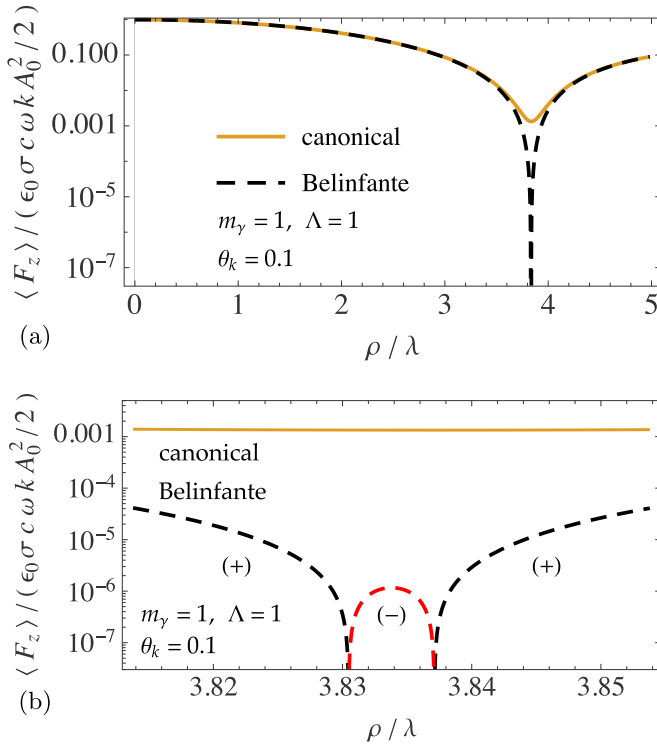 ⟨ F_z ⟩ / ( ϵ_0 σ c ω k A_0^2 / 2 )
0.100
0.001
10^-5
10^-7
canonical
Belinfante
m_γ = 1, Λ = 1
θ_k = 0.1
0 1 2 3 4 5
ρ / λ
(a)
⟨ F_z ⟩ / ( ϵ_0 σ c ω k A_0^2 / 2 )
0.001
10^-4
10^-5
10^-6
10^-7
canonical
Belinfante
(+) (−) (+)
m_γ = 1, Λ = 1
θ_k = 0.1
3.82 3.83 3.84 3.85
ρ / λ
(b)